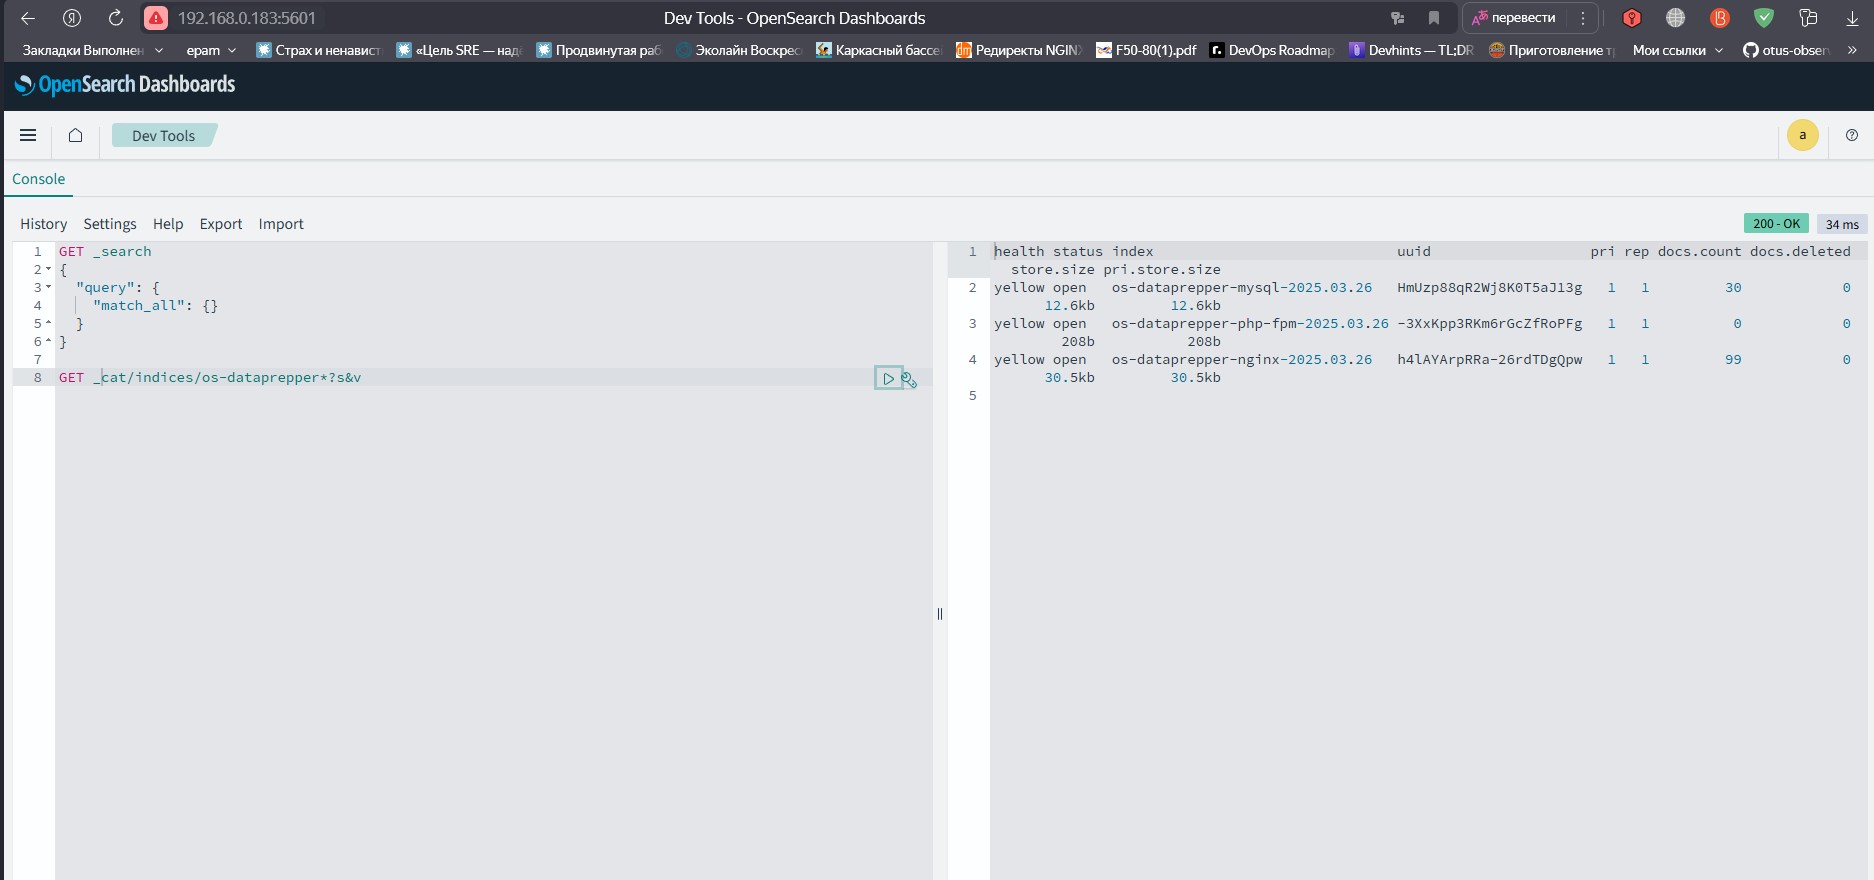 192.168.0.183:5601
Dev Tools - OpenSearch Dashboards
перевести
Закладки Выполнен
epam
Страх и ненавист
«Цель SRE — над
Продвинутая раб
Эколайн Воскрес
Каркасный бассе
Редиректы NGIN
F50-80(1).pdf
DevOps Roadmap
Devhints — TL;DR
Приготовление т
Мои ссылки
otus-obser
»
OpenSearch Dashboards
Dev Tools
a
Console
History Settings Help Export Import
200 - OK
34 ms
1 GET _search
2 {
3 "query": {
4 "match_all": {}
5 }
6 }
7
8 GET _cat/indices/os-dataprepper*?s&v
1 health status index uuid pri rep docs.count docs.deleted
store.size pri.store.size
2 yellow open os-dataprepper-mysql-2025.03.26 HmUzp88qR2Wj8K0T5aJ13g 1 1 30 0
12.6kb 12.6kb
3 yellow open os-dataprepper-php-fpm-2025.03.26 -3XxKpp3RKm6rGcZfRoPFg 1 1 0 0
208b 208b
4 yellow open os-dataprepper-nginx-2025.03.26 h4lAYArpRRa-26rdTDgQpw 1 1 99 0
30.5kb 30.5kb
5